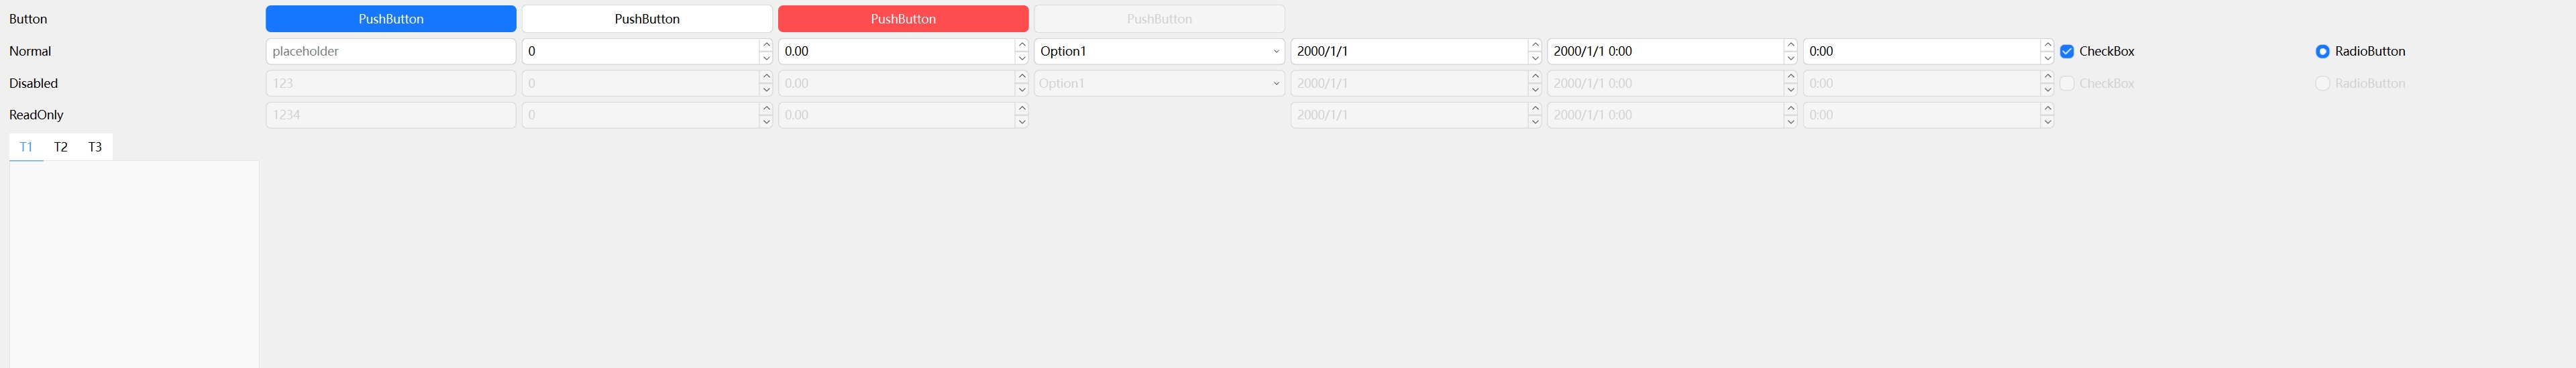 Button PushButton PushButton PushButton PushButton
Normal placeholder 0 0.00 Option1 2000/1/1 2000/1/1 0:00 0:00 CheckBox RadioButton
Disabled 123 0 0.00 Option1 2000/1/1 2000/1/1 0:00 0:00 CheckBox RadioButton
ReadOnly 1234 0 0.00 2000/1/1 2000/1/1 0:00 0:00
T1 T2 T3